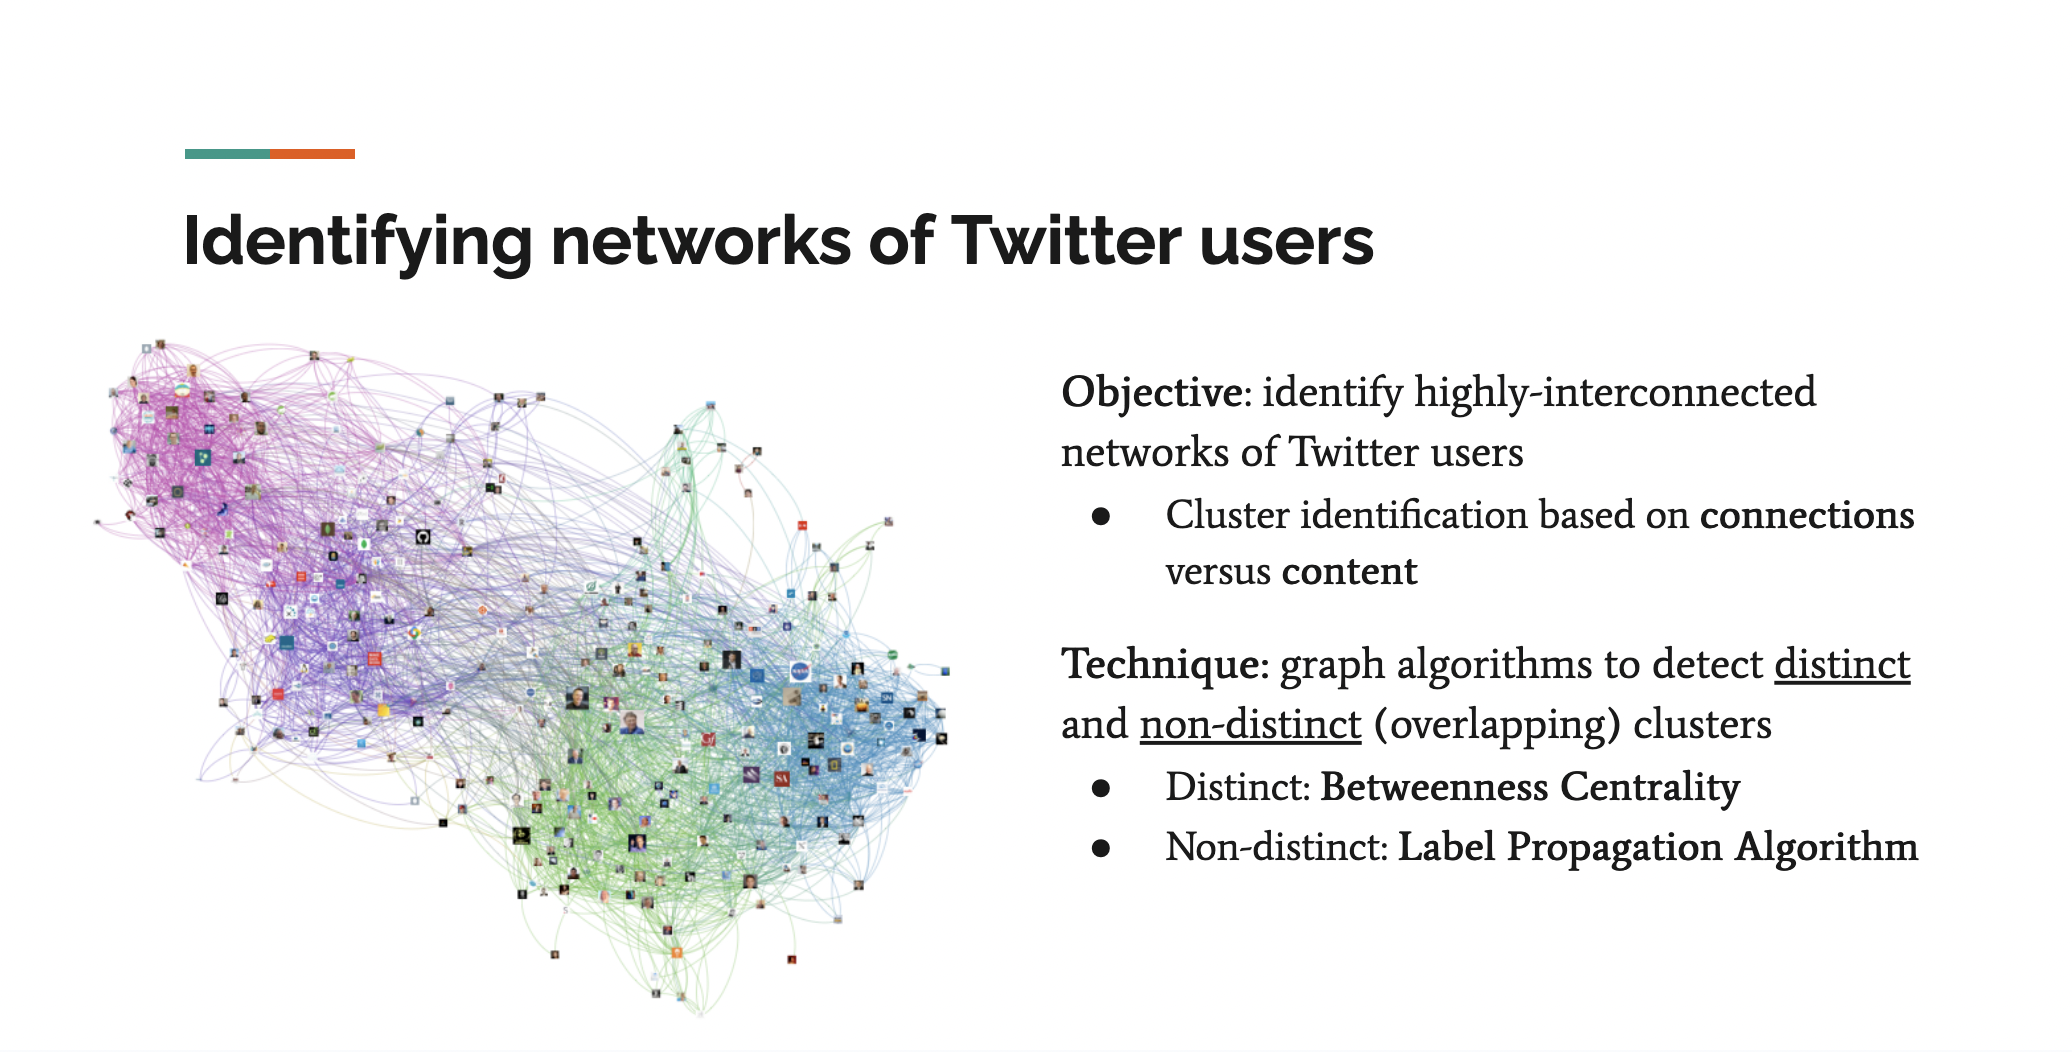 Identifying networks of Twitter users
Objective: identify highly-interconnected
networks of Twitter users
● Cluster identification based on connections
versus content
Technique: graph algorithms to detect distinct
and non-distinct (overlapping) clusters
● Distinct: Betweenness Centrality
● Non-distinct: Label Propagation Algorithm
NASA
SA